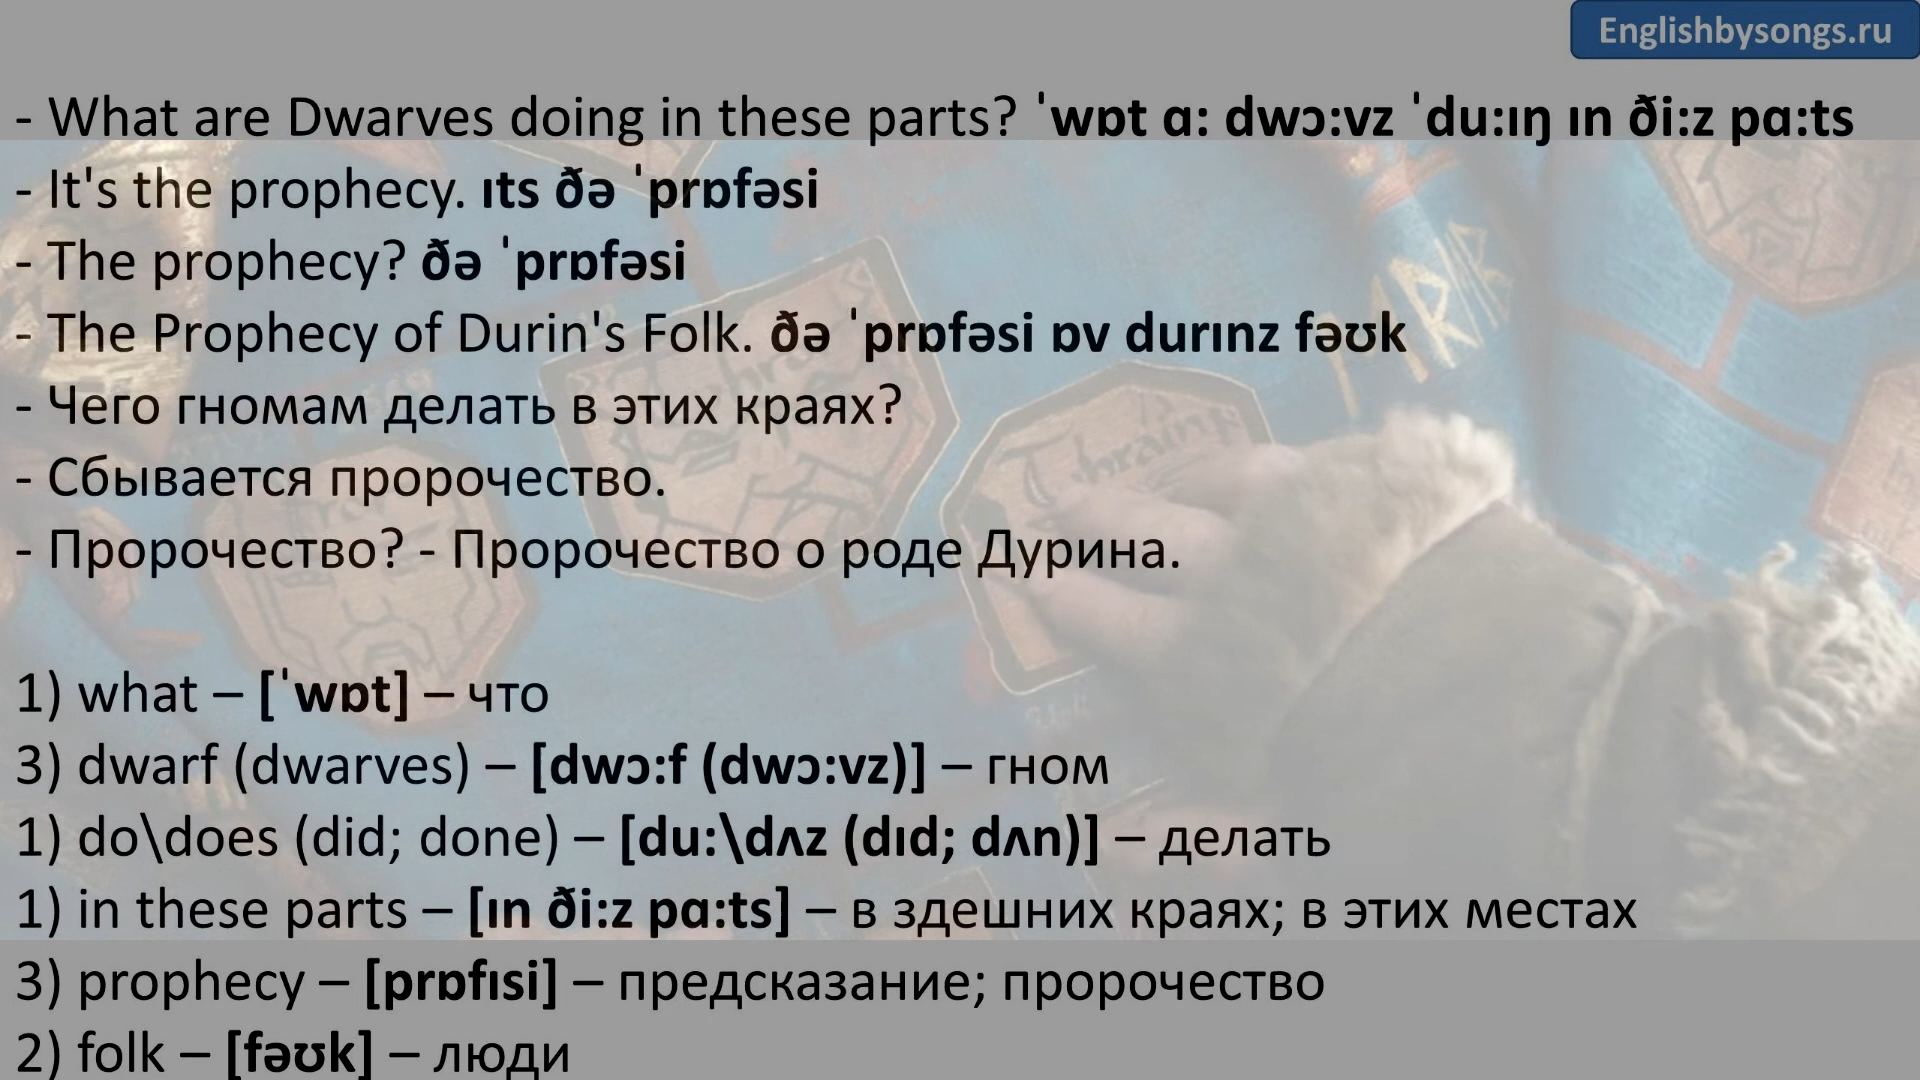 Englishbysongs.ru
- What are Dwarves doing in these parts? ˈwɒt ɑ: dwɔ:vz ˈdu:ɪŋ ɪn ði:z pɑ:ts
- It's the prophecy. ɪts ðə ˈprɒfəsi
- The prophecy? ðə ˈprɒfəsi
- The Prophecy of Durin's Folk. ðə ˈprɒfəsi ɒv durɪnz fəʊk
- Чего гномам делать в этих краях?
- Сбывается пророчество.
- Пророчество? - Пророчество о роде Дурина.
1) what – [ˈwɒt] – что
3) dwarf (dwarves) – [dwɔ:f (dwɔ:vz)] – гном
1) do\does (did; done) – [du:\dʌz (dɪd; dʌn)] – делать
1) in these parts – [ɪn ði:z pɑ:ts] – в здешних краях; в этих местах
3) prophecy – [prɒfɪsi] – предсказание; пророчество
2) folk – [fəʊk] – люди